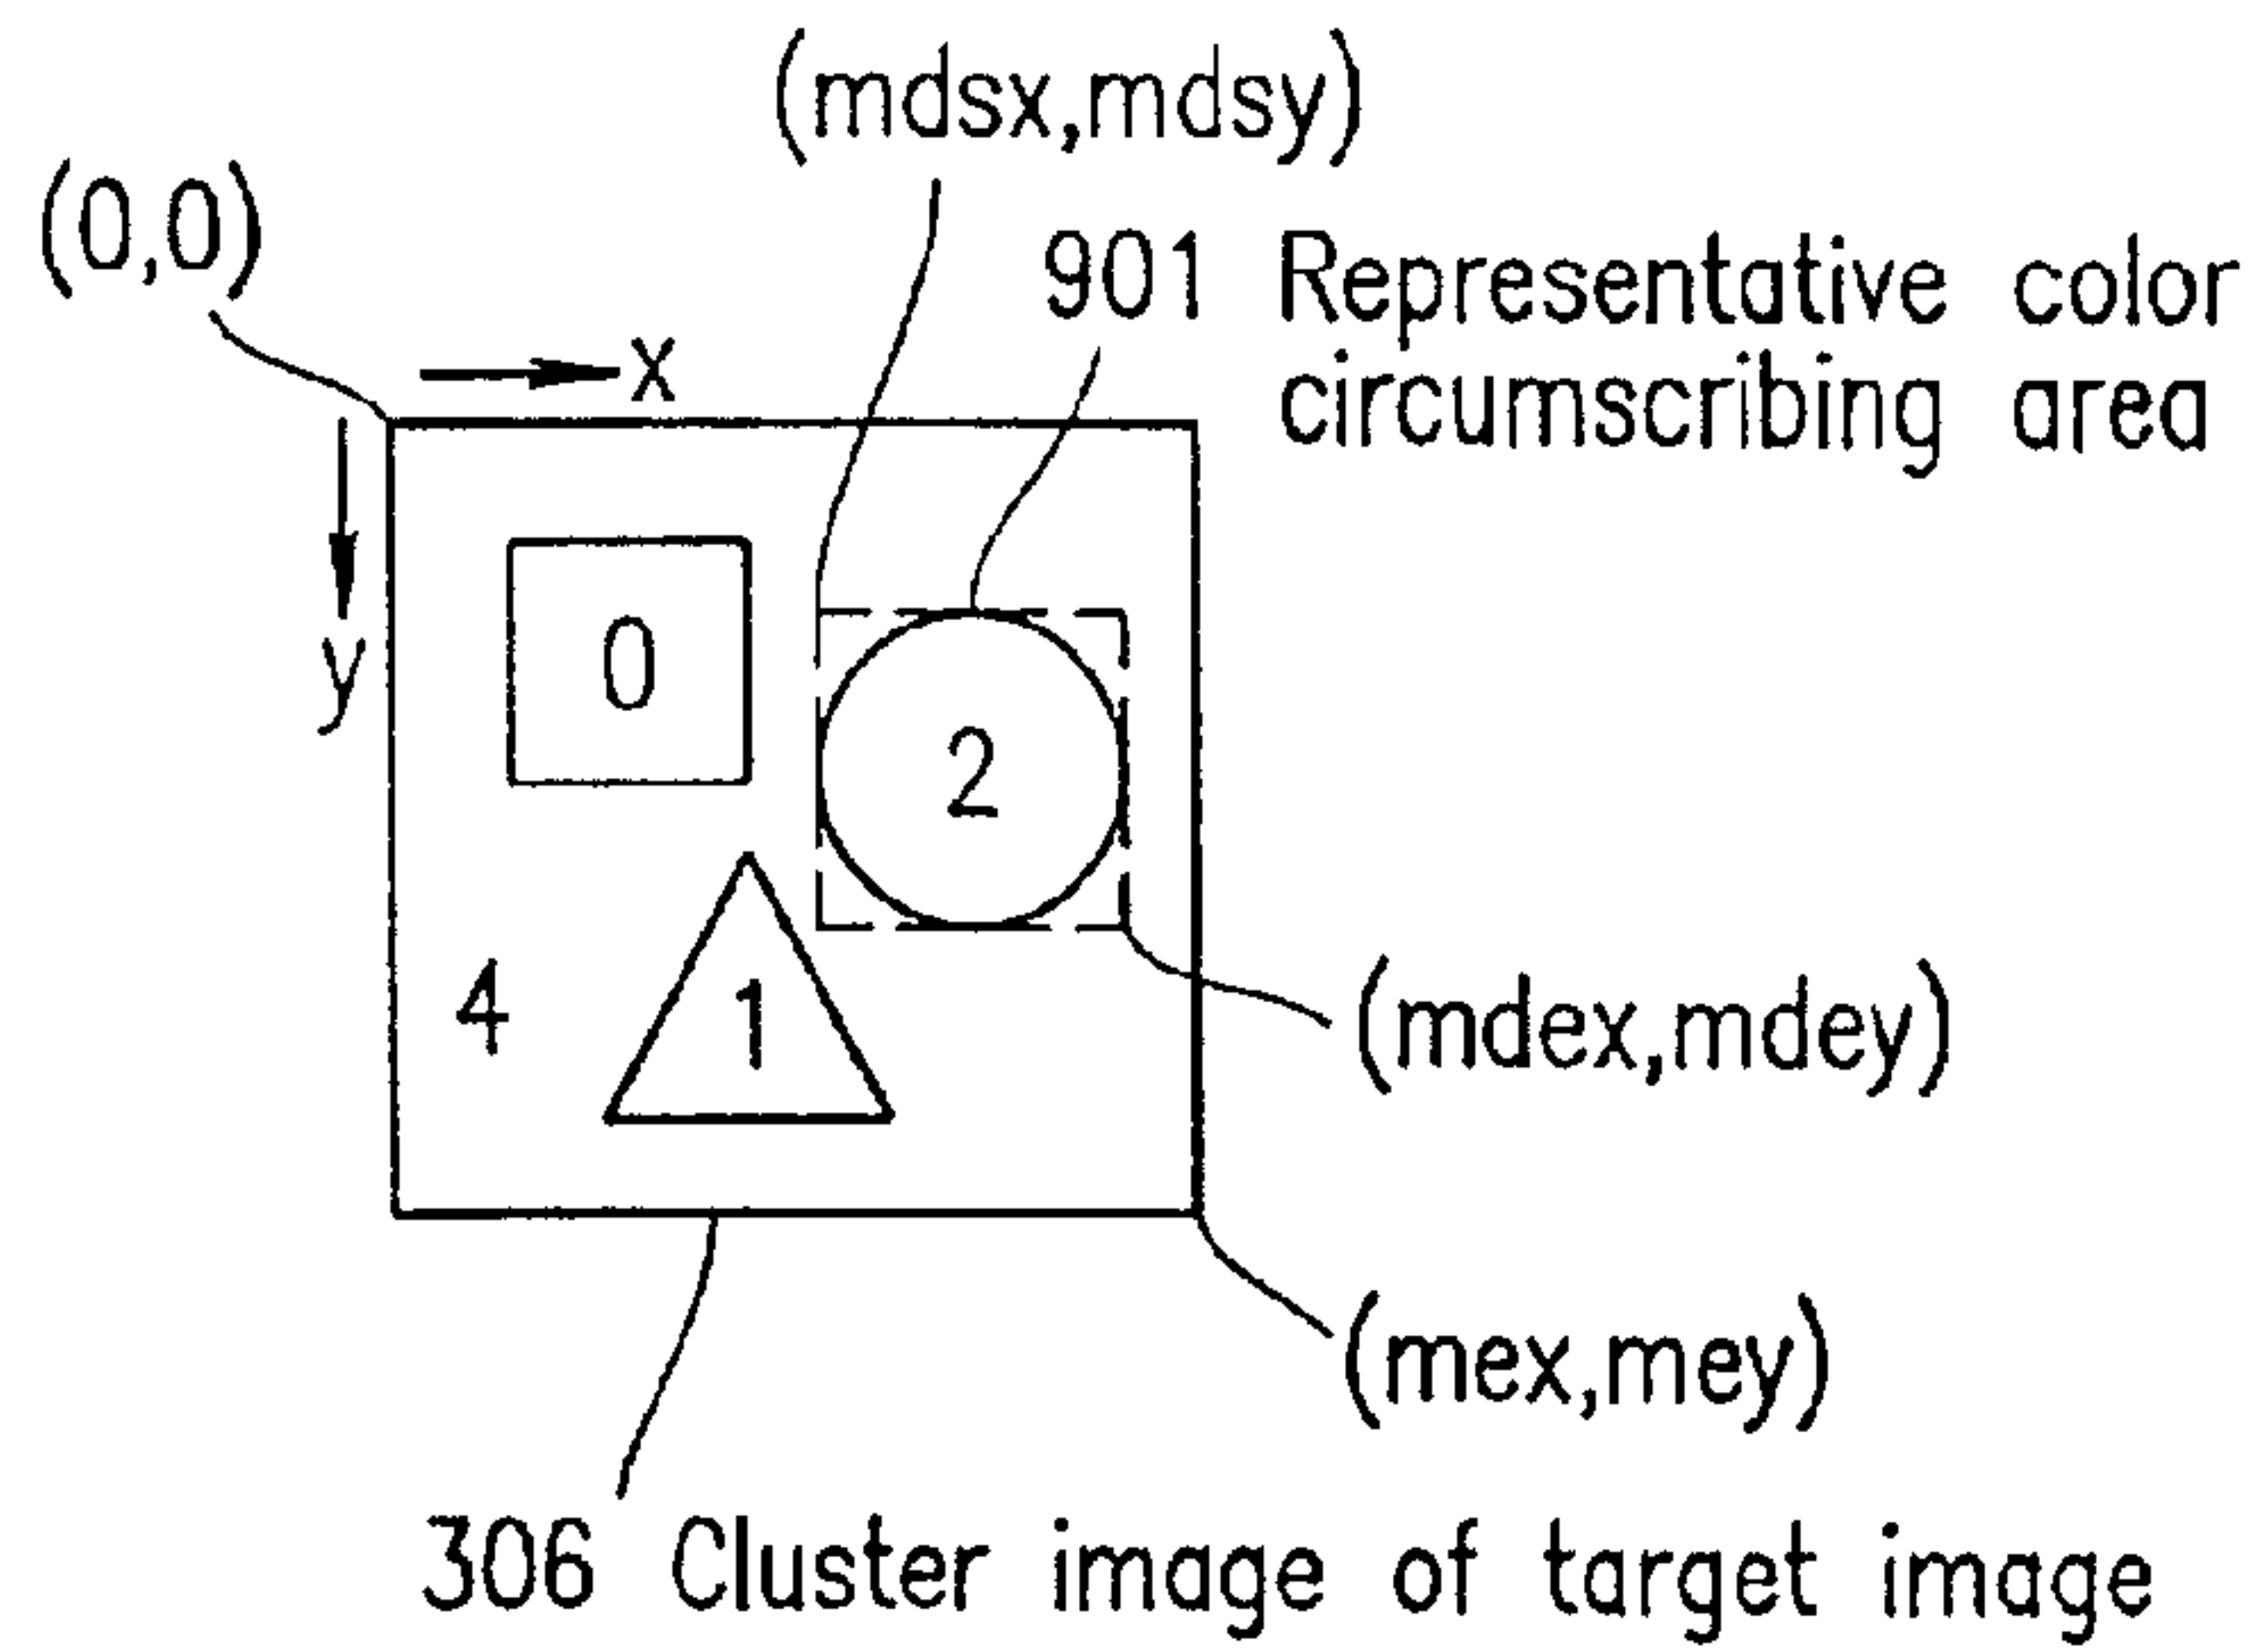 (mdsx,mdsy)
(0,0)
901 Representative color
circumscribing area
x
y
0
2
4
1
(mdex,mdey)
(mex,mey)
306 Cluster image of target image